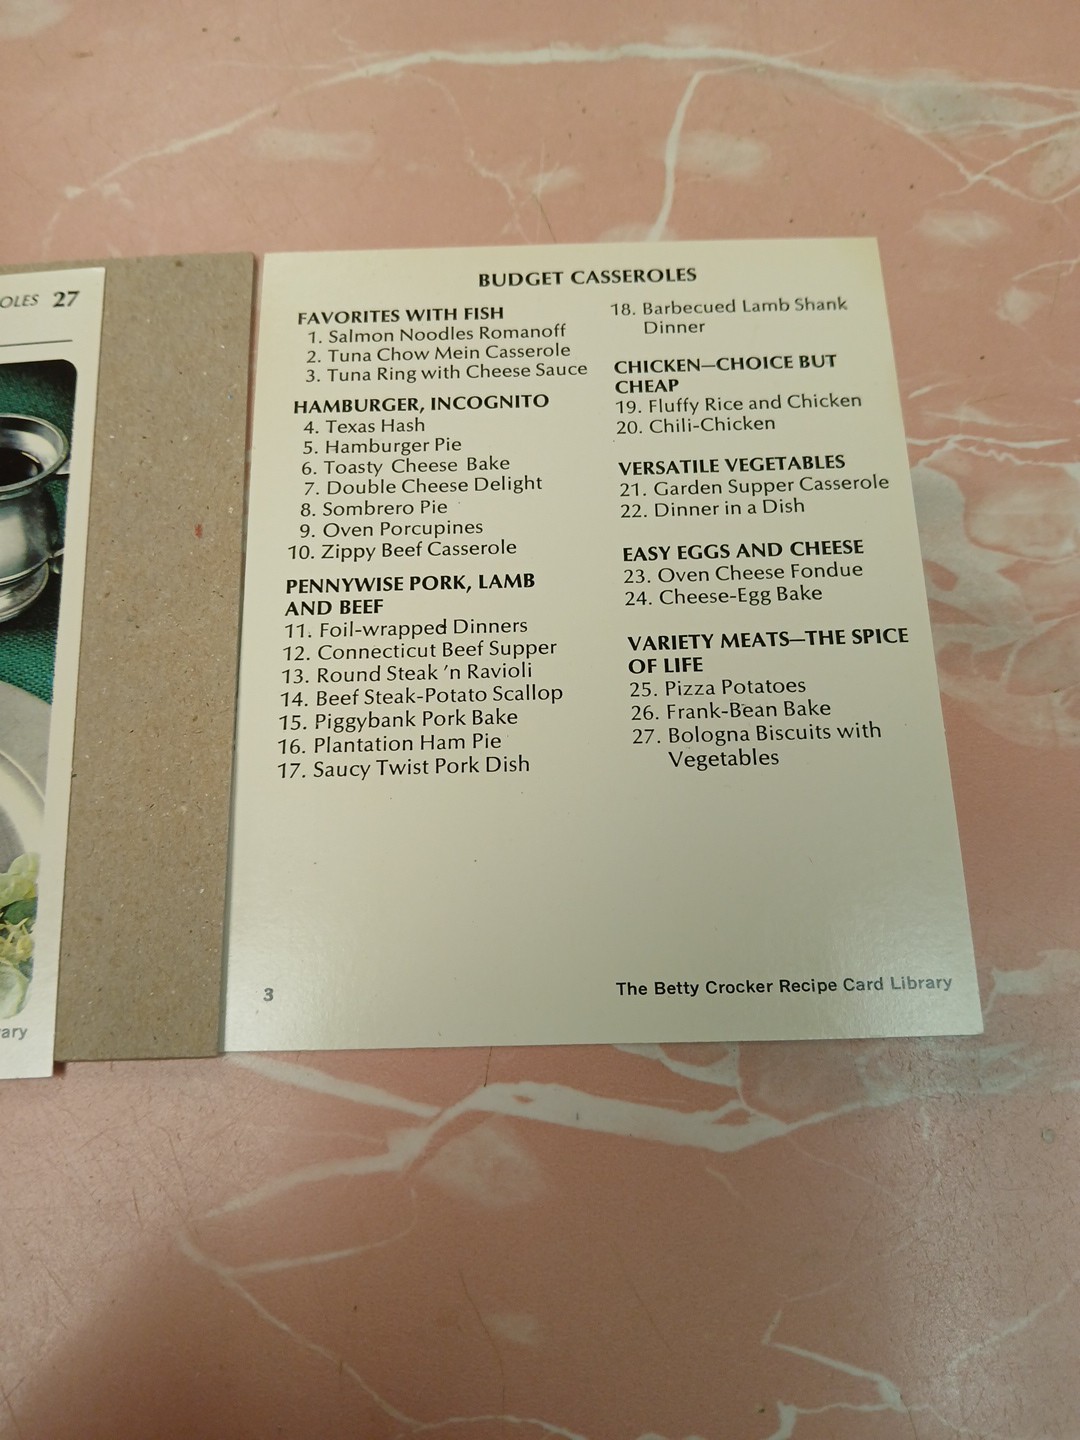 OLES 27
ary
BUDGET CASSEROLES
FAVORITES WITH FISH
1. Salmon Noodles Romanoff
2. Tuna Chow Mein Casserole
3. Tuna Ring with Cheese Sauce
HAMBURGER, INCOGNITO
4. Texas Hash
5. Hamburger Pie
6. Toasty Cheese Bake
7. Double Cheese Delight
8. Sombrero Pie
9. Oven Porcupines
10. Zippy Beef Casserole
PENNYWISE PORK, LAMB
AND BEEF
11. Foil-wrapped Dinners
12. Connecticut Beef Supper
13. Round Steak 'n Ravioli
14. Beef Steak-Potato Scallop
15. Piggybank Pork Bake
16. Plantation Ham Pie
17. Saucy Twist Pork Dish
18. Barbecued Lamb Shank
Dinner
CHICKEN—CHOICE BUT
CHEAP
19. Fluffy Rice and Chicken
20. Chili-Chicken
VERSATILE VEGETABLES
21. Garden Supper Casserole
22. Dinner in a Dish
EASY EGGS AND CHEESE
23. Oven Cheese Fondue
24. Cheese-Egg Bake
VARIETY MEATS—THE SPICE
OF LIFE
25. Pizza Potatoes
26. Frank-Bean Bake
27. Bologna Biscuits with
Vegetables
3
The Betty Crocker Recipe Card Library